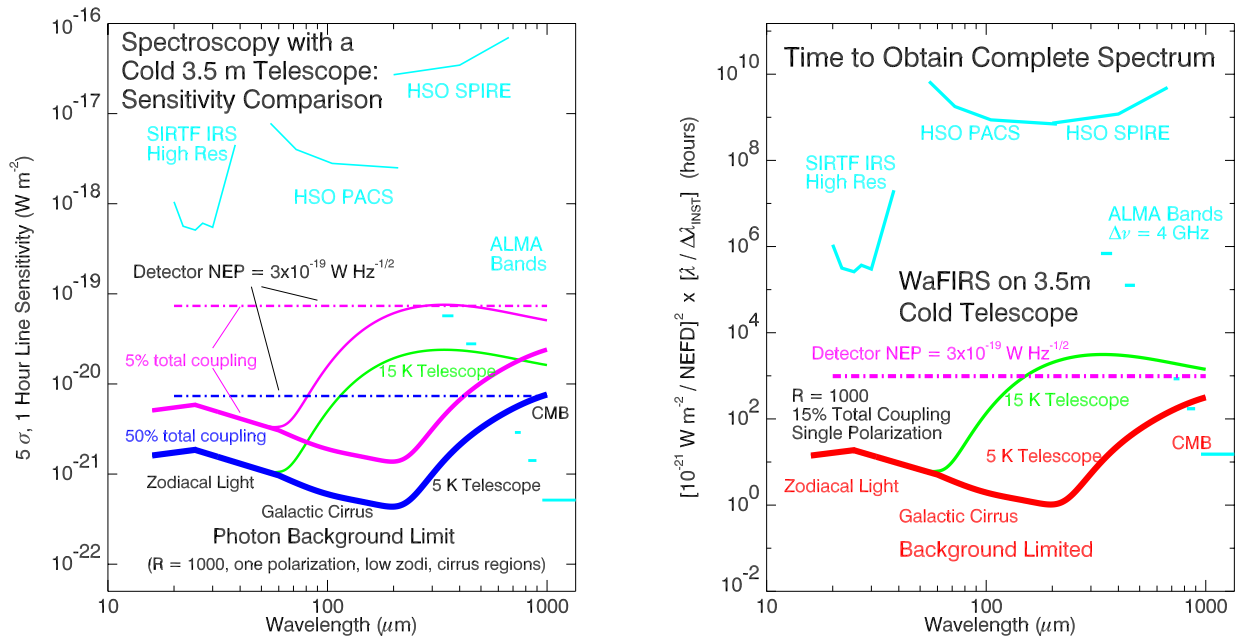 Spectroscopy with a
Cold 3.5 m Telescope:
Sensitivity Comparison
HSO SPIRE
SIRTF IRS
High Res
HSO PACS
ALMA
Bands
Detector NEP = 3x10^-19 W Hz^-1/2
5% total coupling
15 K Telescope
50% total coupling
CMB
Zodiacal Light
5 K Telescope
Galactic Cirrus
Photon Background Limit
(R = 1000, one polarization, low zodi, cirrus regions)
5 σ, 1 Hour Line Sensitivity (W m^-2)
10^-16
10^-17
10^-18
10^-19
10^-20
10^-21
10^-22
10
100
1000
Wavelength (μm)
Time to Obtain Complete Spectrum
HSO PACS
HSO SPIRE
SIRTF IRS
High Res
ALMA Bands
Δν = 4 GHz
WaFIRS on 3.5m
Cold Telescope
Detector NEP = 3x10^-19 W Hz^-1/2
R = 1000
15% Total Coupling
Single Polarization
15 K Telescope
CMB
5 K Telescope
Zodiacal Light
Galactic Cirrus
Background Limited
[10^-21 W m^-2 / NEFD]^2 x [λ / Δλ_INST] (hours)
10^10
10^8
10^6
10^4
10^2
10^0
10^-2
10
100
1000
Wavelength (μm)